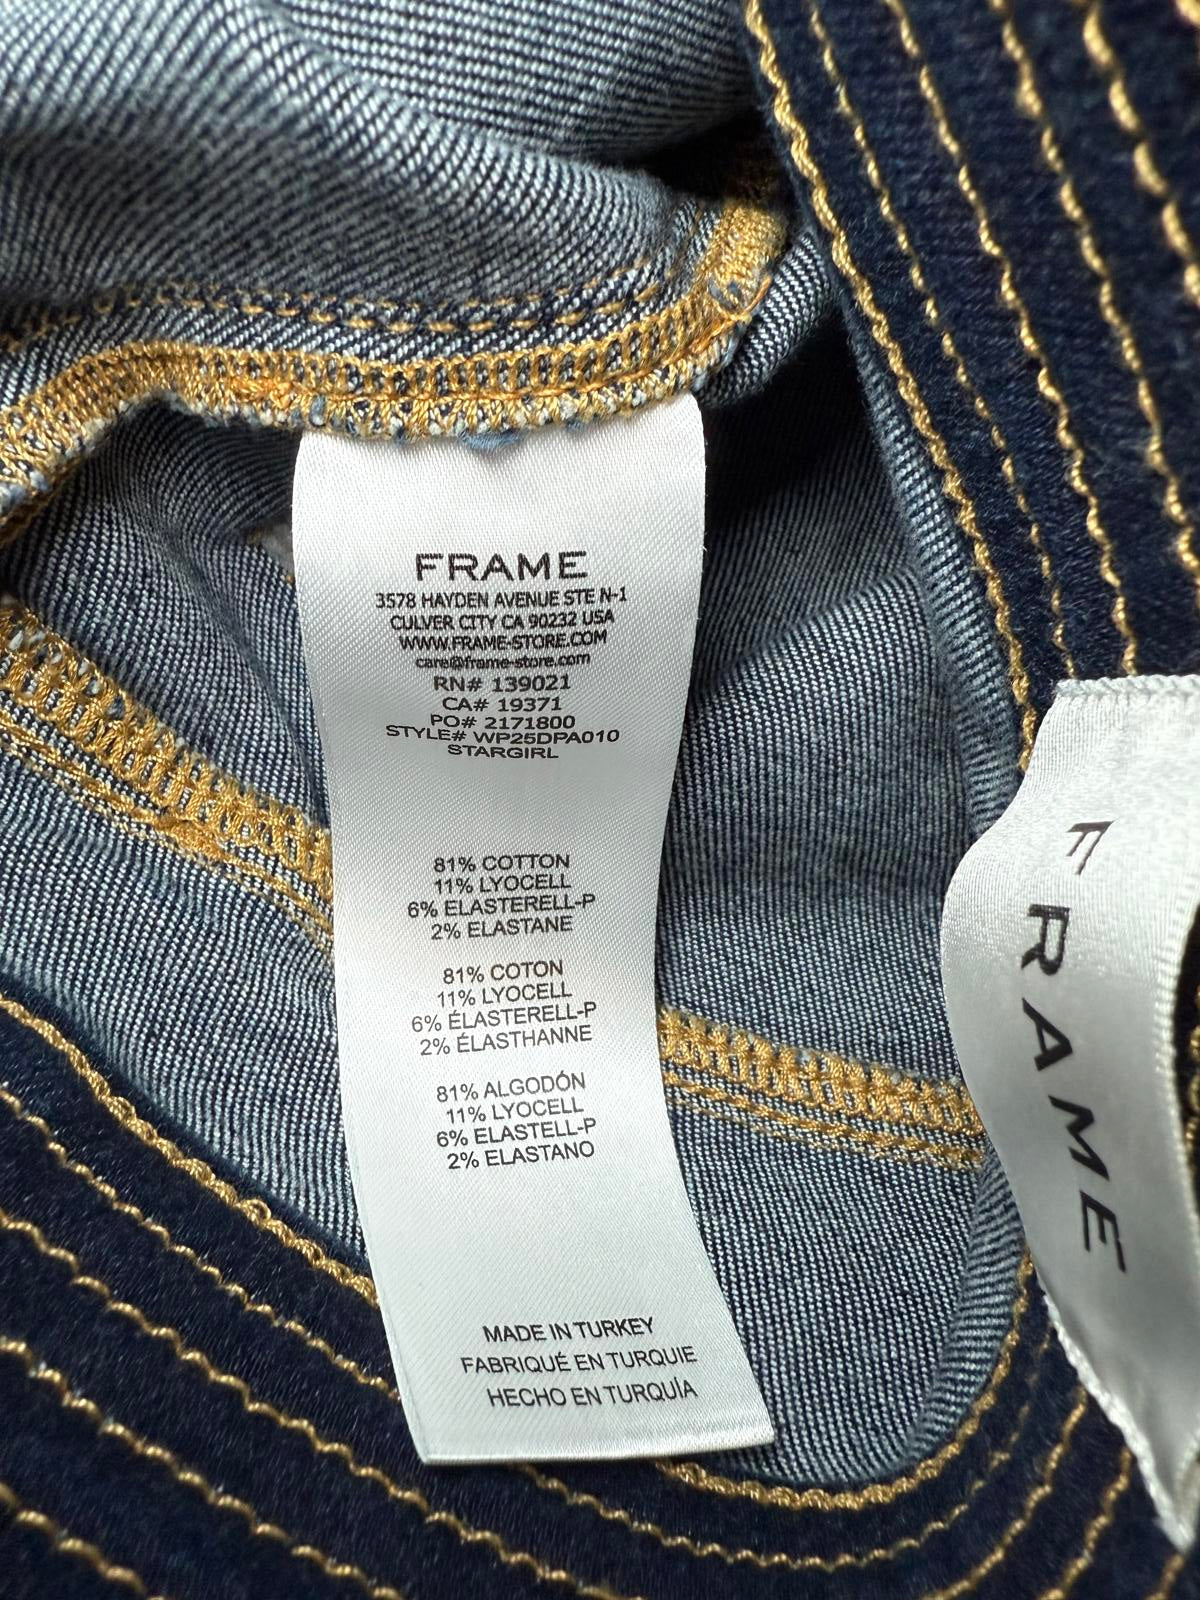 FRAME
3578 HAYDEN AVENUE STE N-1
CULVER CITY CA 90232 USA
WWW.FRAME-STORE.COM
care@frame-store.com
RN# 139021
CA# 19371
PO# 2171800
STYLE# WP25DPA010
STARGIRL
81% COTTON
11% LYOCELL
6% ELASTERELL-P
2% ELASTANE
81% COTON
11% LYOCELL
6% ÉLASTERELL-P
2% ÉLASTHANNE
81% ALGODÓN
11% LYOCELL
6% ELASTELL-P
2% ELASTANO
MADE IN TURKEY
FABRIQUÉ EN TURQUIE
HECHO EN TURQUÍA
FRAME